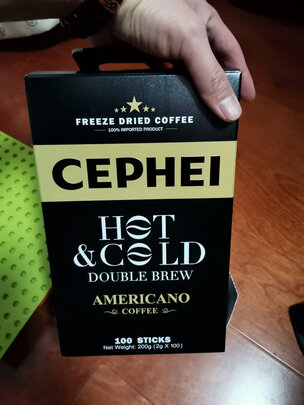 FREEZE DRIED COFFEE
100% IMPORTED PRODUCT
CEPHEI
HOT
&COLD
DOUBLE BREW
AMERICANO
COFFEE
100 STICKS
Net Weight: 200g (2g X 100)